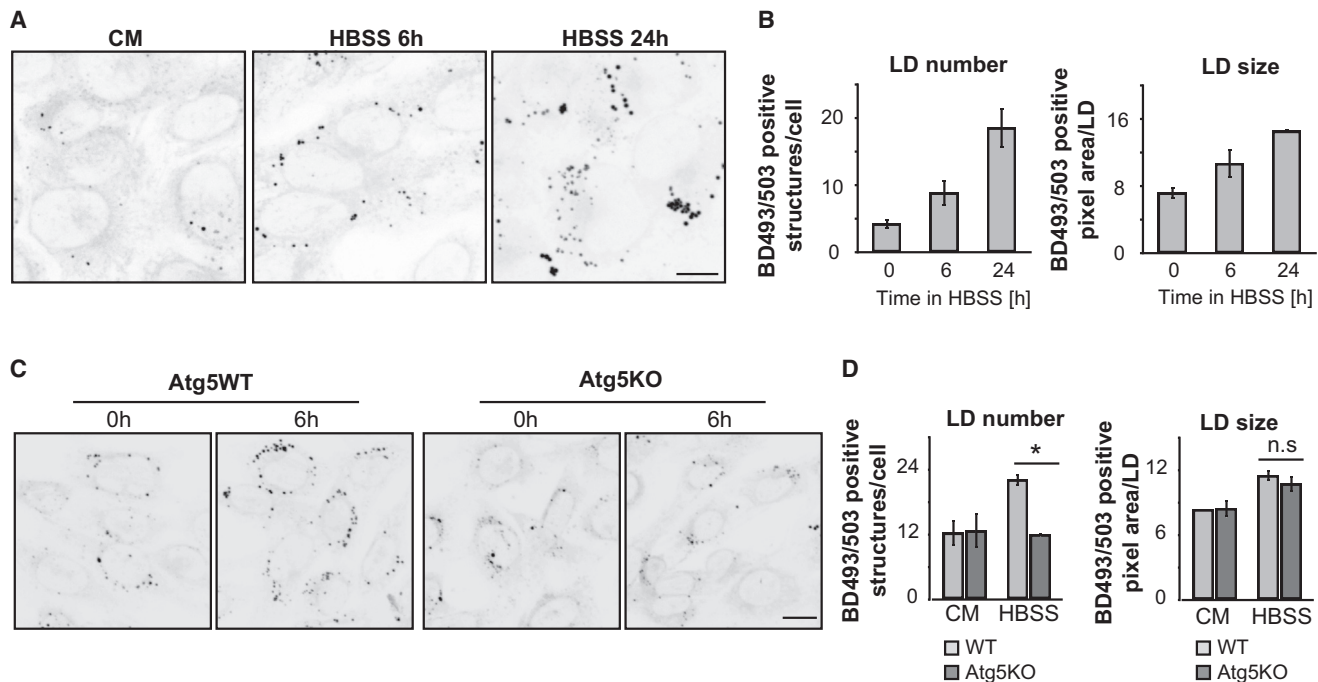 A
CM
HBSS 6h
HBSS 24h
B
LD number
BD493/503 positive
structures/cell
20
10
0
0 6 24
Time in HBSS [h]
LD size
BD493/503 positive
pixel area/LD
16
8
0
0 6 24
Time in HBSS [h]
C
Atg5WT
0h
6h
Atg5KO
0h
6h
D
LD number
BD493/503 positive
structures/cell
24
12
0
*
CM HBSS
WT
Atg5KO
LD size
BD493/503 positive
pixel area/LD
12
6
0
n.s
CM HBSS
WT
Atg5KO